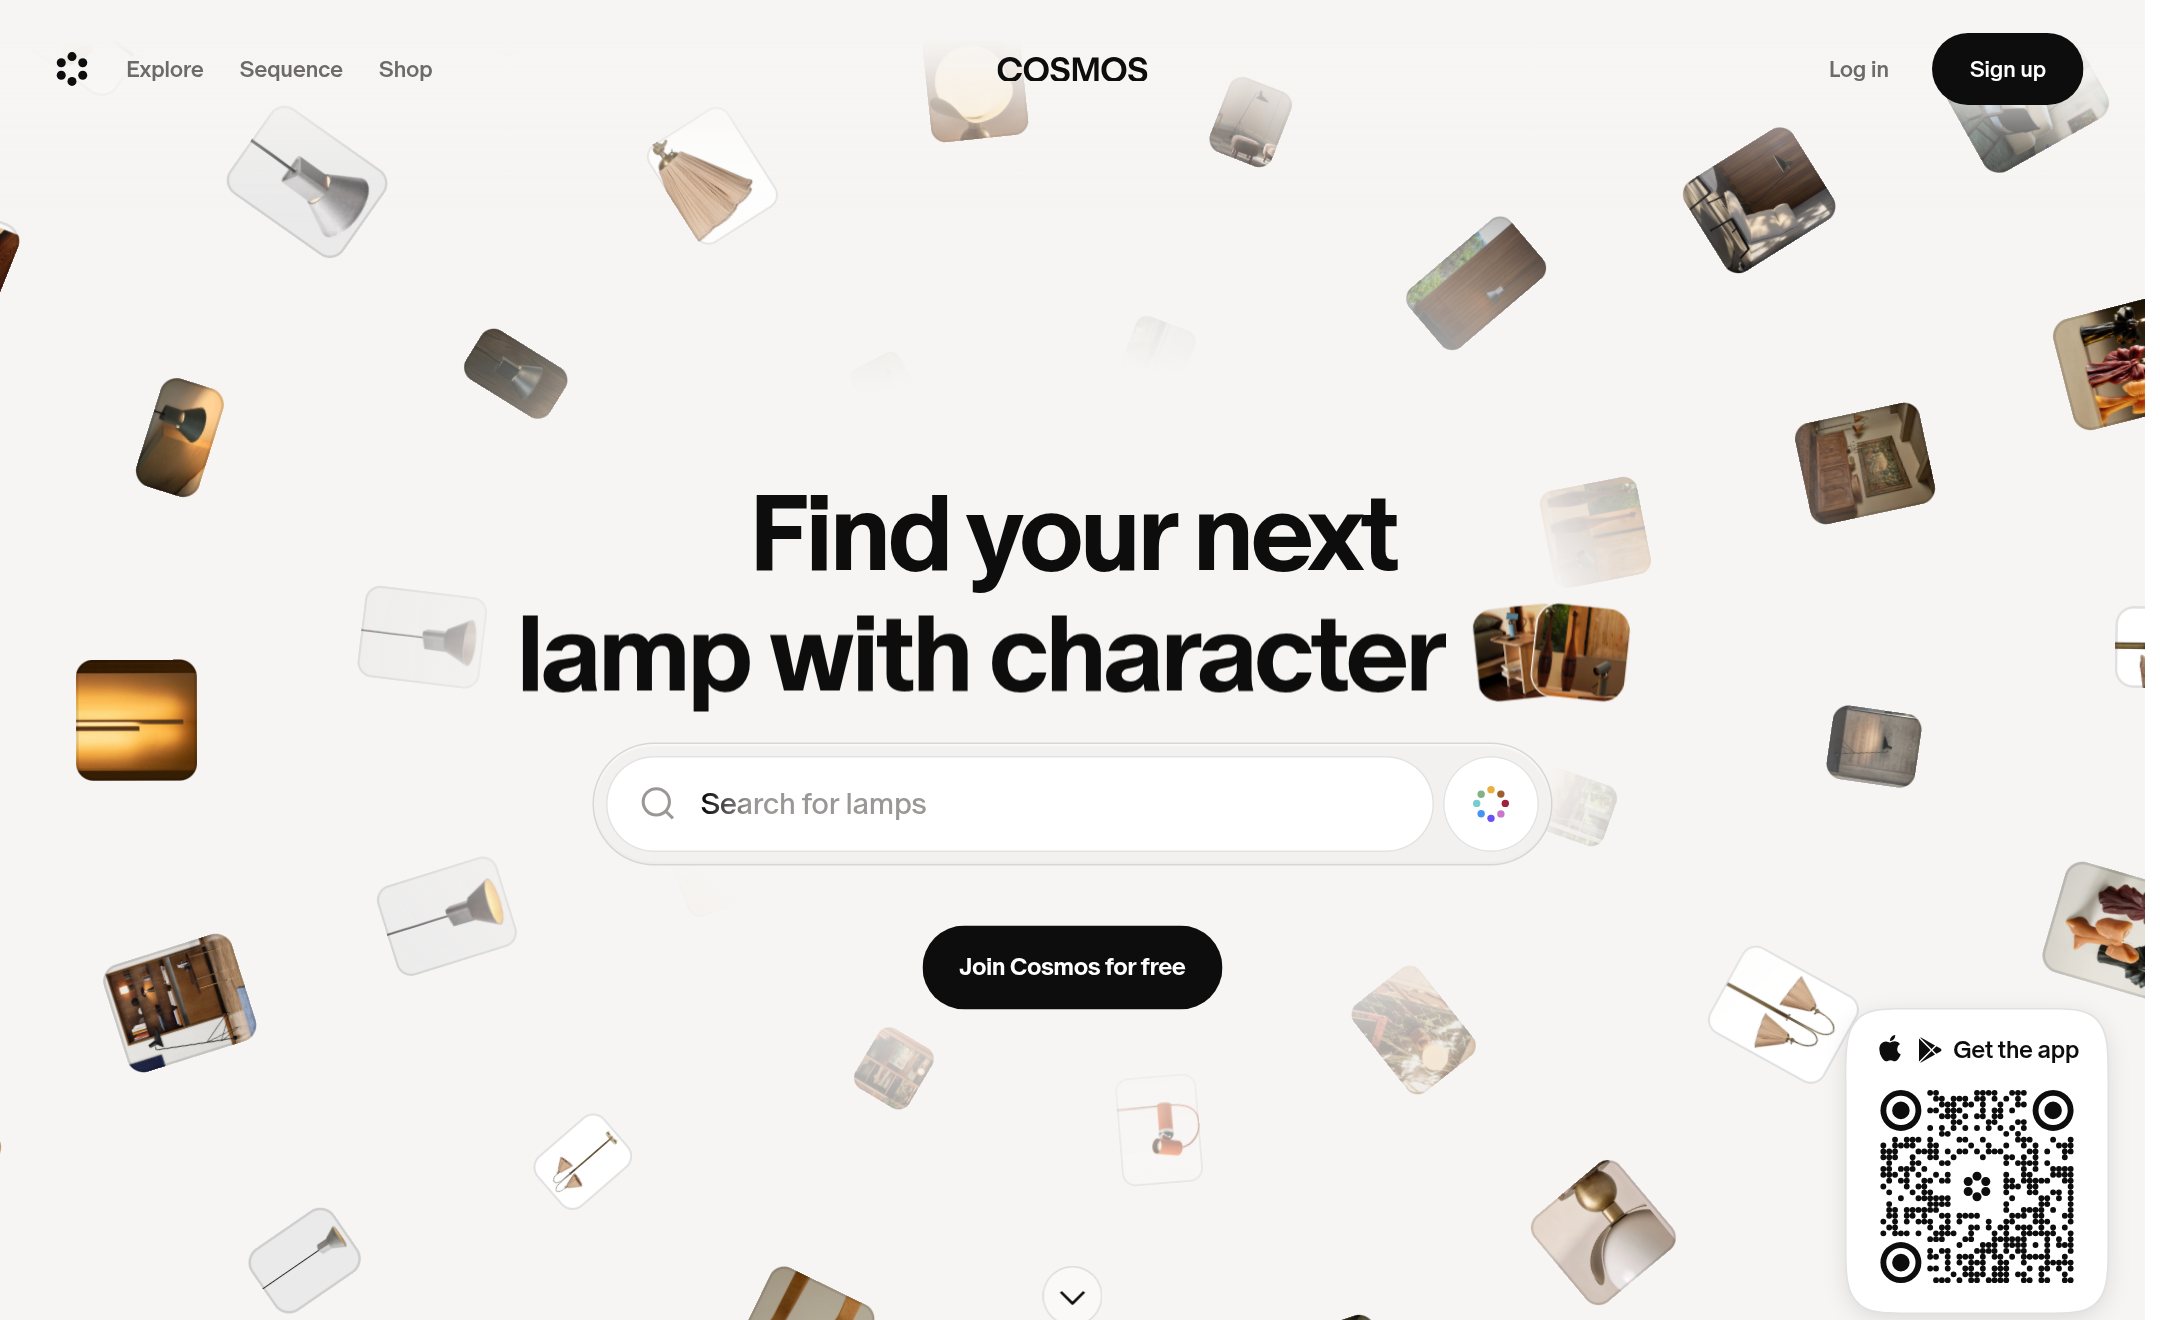 Explore Sequence Shop COSMOS Log in Sign up
Find your next
lamp with character
Search for lamps
Join Cosmos for free
Get the app